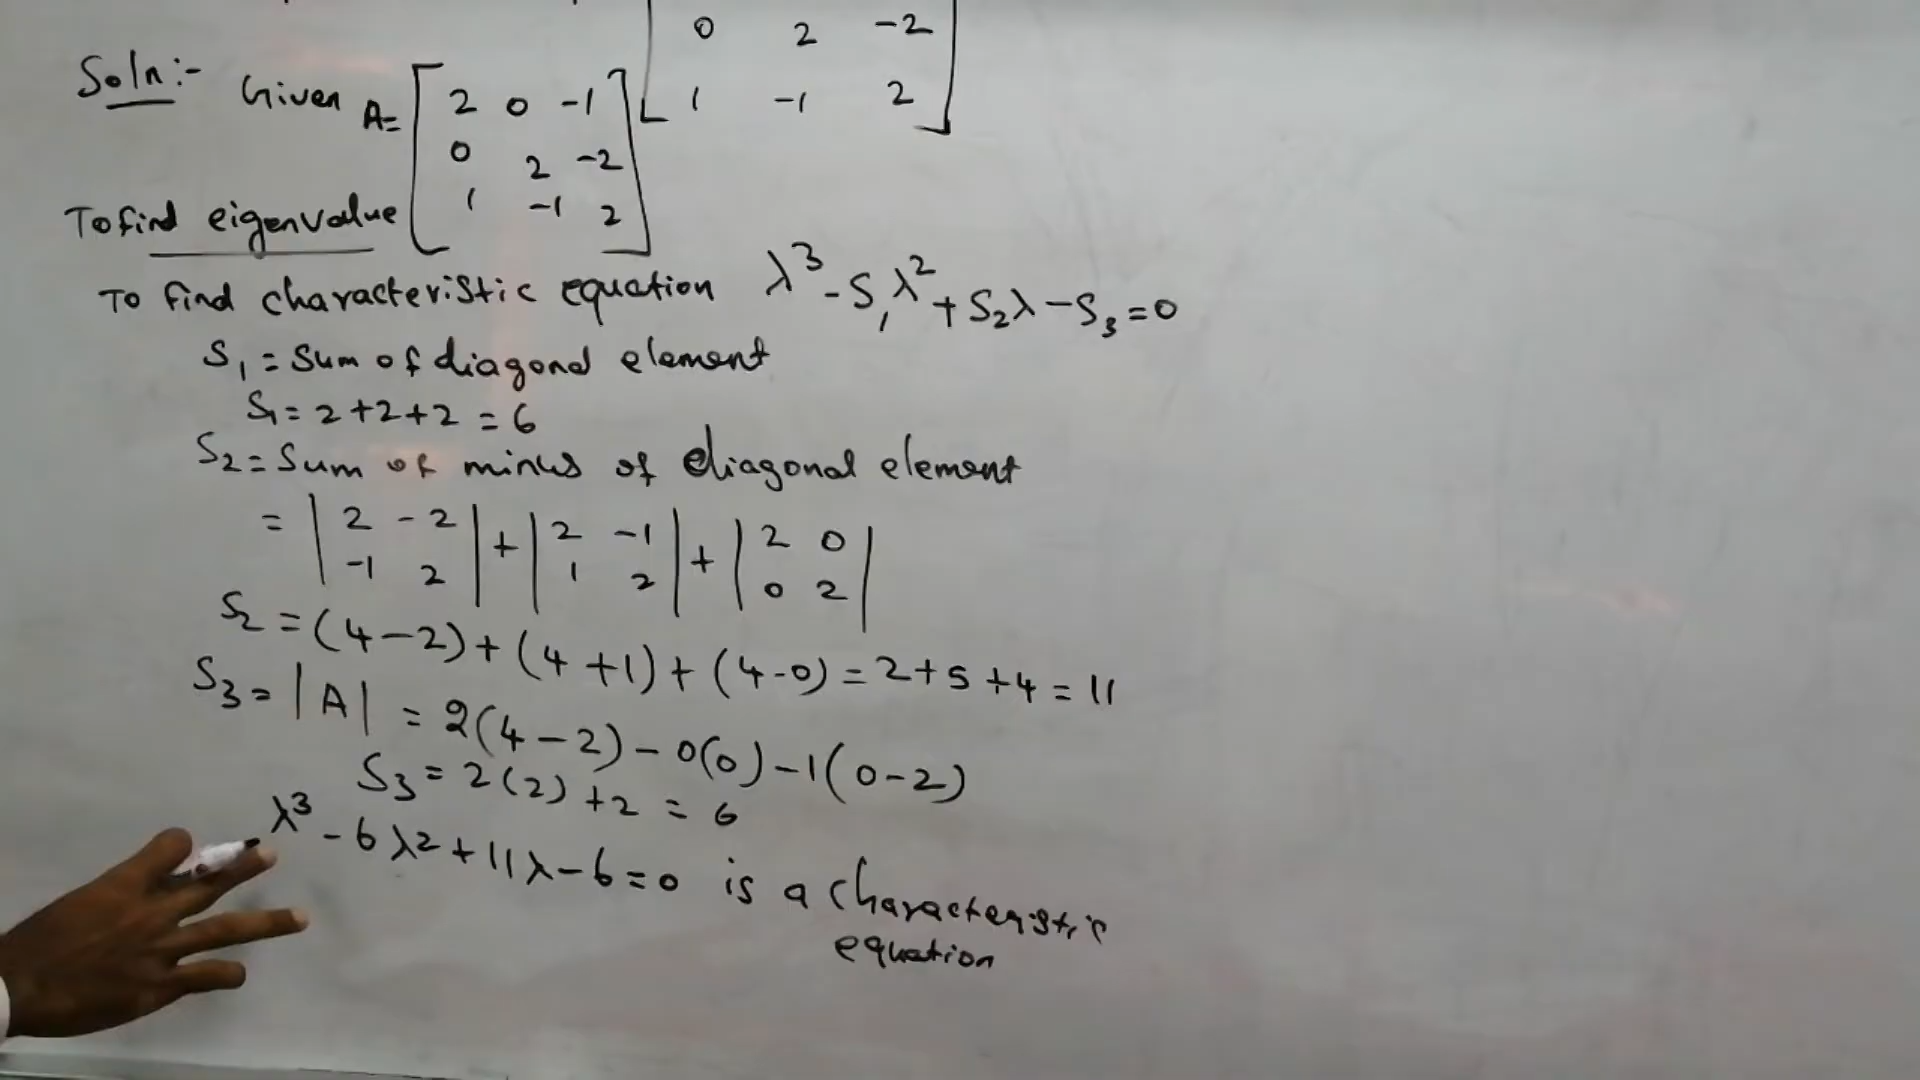 0 2 -2
1 -1 2
Soln:- Given A= [2 0 -1
0 2 -2
1 -1 2]
To find eigenvalue
To find characteristic equation λ³ - S₁λ² + S₂λ - S₃ = 0
S₁ = Sum of diagonal element
S₁ = 2+2+2 = 6
S₂ = Sum of minus of diagonal element
= |2 -2| + |2 -1| + |2 0|
|-1 2| |1 2| |0 2|
S₂ = (4-2) + (4+1) + (4-0) = 2+5+4 = 11
S₃ = |A| = 2(4-2) - 0(0) - 1(0-2)
S₃ = 2(2) + 2 = 6
λ³ - 6λ² + 11λ - 6 = 0 is a characteristic
equation